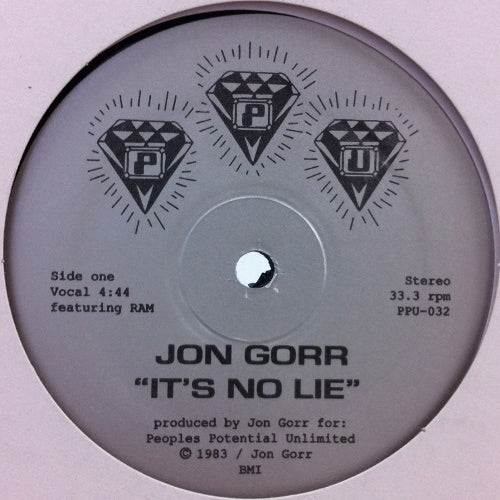 P P U
Side one
Vocal 4:44
featuring RAM
Stereo
33.3 rpm
PPU-032
JON GORR
“IT'S NO LIE”
produced by Jon Gorr for:
Peoples Potential Unlimited
© 1983 / Jon Gorr
BMI